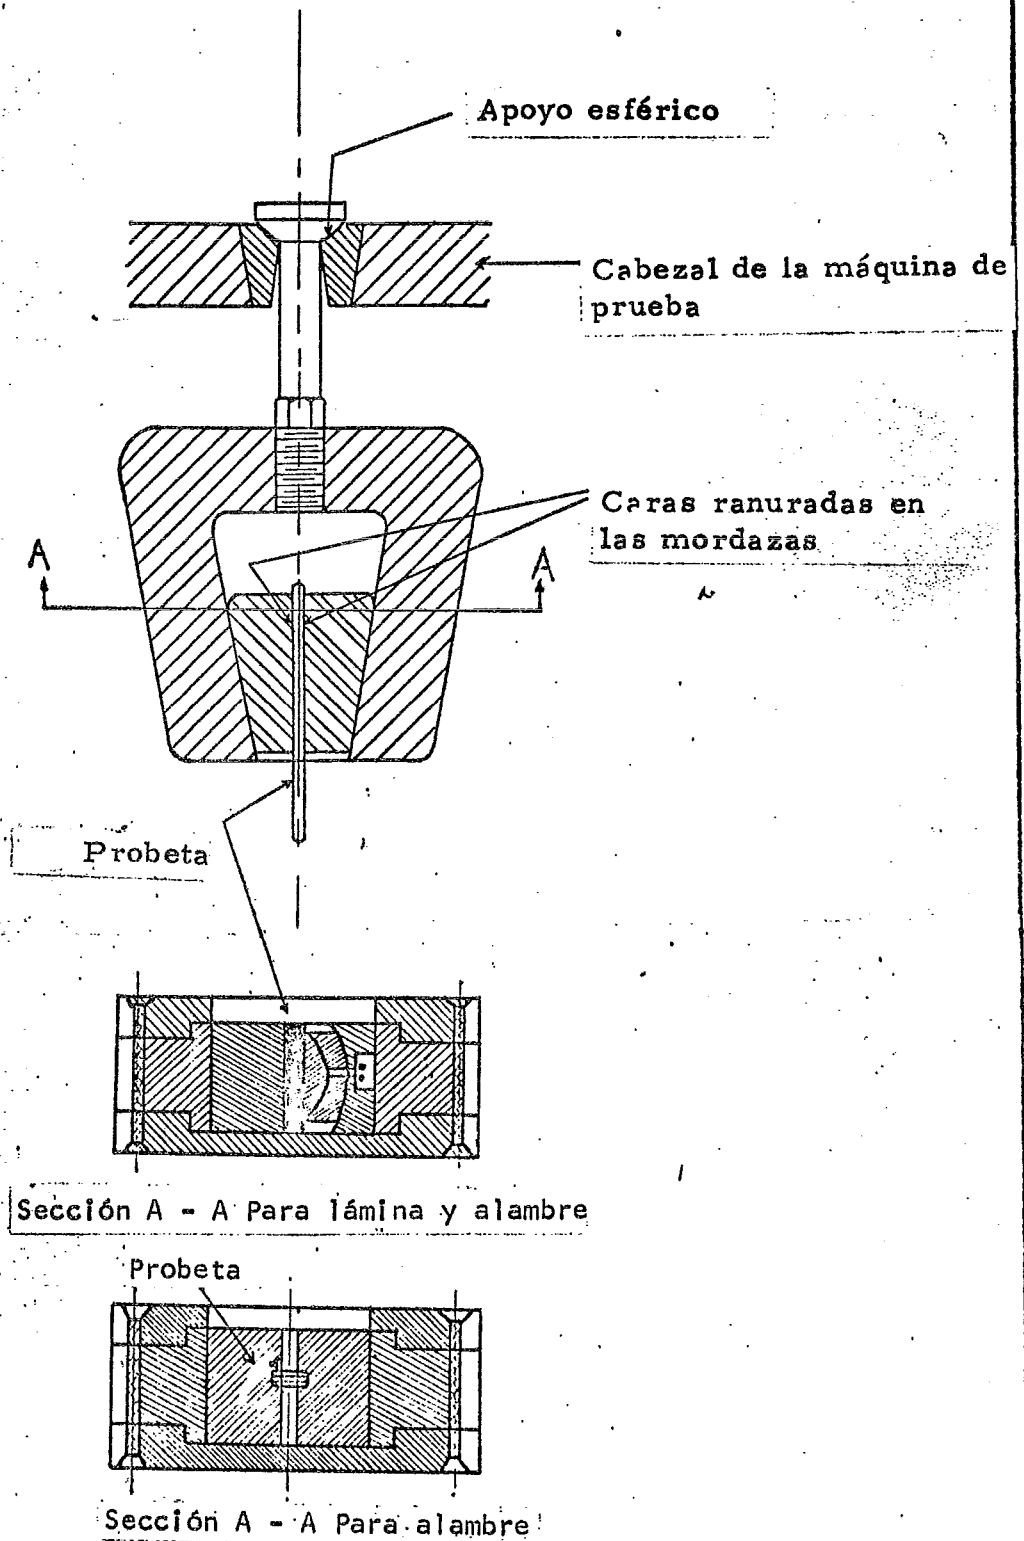 Apoyo esférico
Cabezal de la máquina de
prueba
Caras ranuradas en
las mordazas
A
A
Probeta
Sección A - A Para lámina y alambre
Probeta
Sección A - A Para alambre